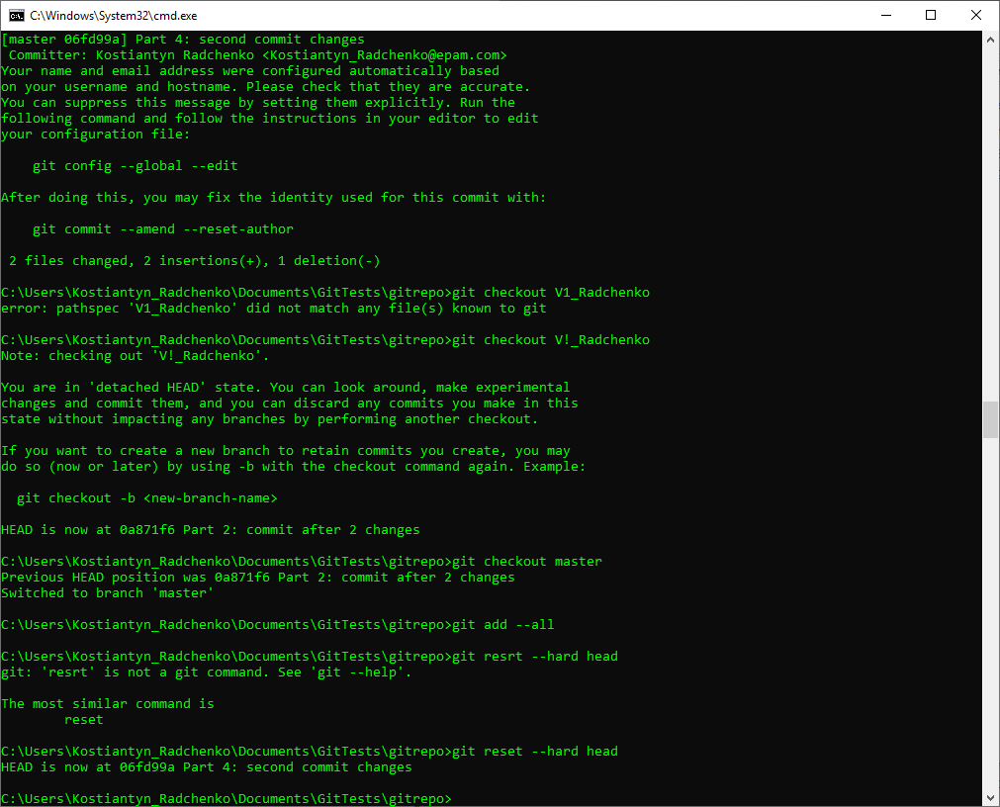 C:\Windows\System32\cmd.exe
[master 06fd99a] Part 4: second commit changes
 Committer: Kostiantyn Radchenko <Kostiantyn_Radchenko@epam.com>
Your name and email address were configured automatically based
on your username and hostname. Please check that they are accurate.
You can suppress this message by setting them explicitly. Run the
following command and follow the instructions in your editor to edit
your configuration file:
    git config --global --edit
After doing this, you may fix the identity used for this commit with:
    git commit --amend --reset-author
 2 files changed, 2 insertions(+), 1 deletion(-)
C:\Users\Kostiantyn_Radchenko\Documents\GitTests\gitrepo>git checkout V1_Radchenko
error: pathspec 'V1_Radchenko' did not match any file(s) known to git
C:\Users\Kostiantyn_Radchenko\Documents\GitTests\gitrepo>git checkout V!_Radchenko
Note: checking out 'V!_Radchenko'.
You are in 'detached HEAD' state. You can look around, make experimental
changes and commit them, and you can discard any commits you make in this
state without impacting any branches by performing another checkout.
If you want to create a new branch to retain commits you create, you may
do so (now or later) by using -b with the checkout command again. Example:
  git checkout -b <new-branch-name>
HEAD is now at 0a871f6 Part 2: commit after 2 changes
C:\Users\Kostiantyn_Radchenko\Documents\GitTests\gitrepo>git checkout master
Previous HEAD position was 0a871f6 Part 2: commit after 2 changes
Switched to branch 'master'
C:\Users\Kostiantyn_Radchenko\Documents\GitTests\gitrepo>git add --all
C:\Users\Kostiantyn_Radchenko\Documents\GitTests\gitrepo>git resrt --hard head
git: 'resrt' is not a git command. See 'git --help'.
The most similar command is
        reset
C:\Users\Kostiantyn_Radchenko\Documents\GitTests\gitrepo>git reset --hard head
HEAD is now at 06fd99a Part 4: second commit changes
C:\Users\Kostiantyn_Radchenko\Documents\GitTests\gitrepo>